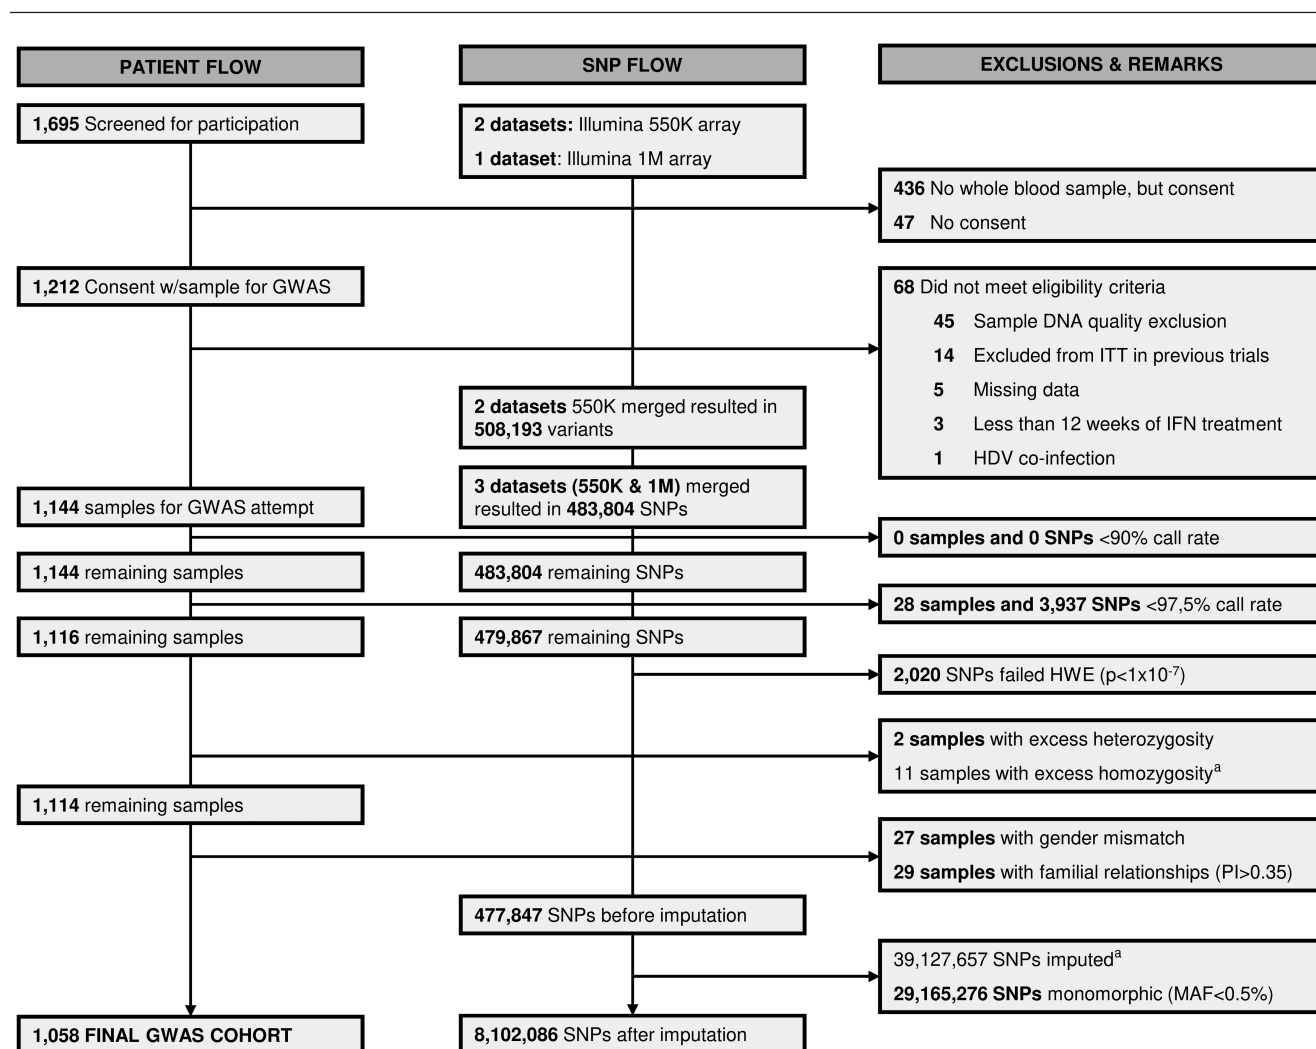 PATIENT FLOW
SNP FLOW
EXCLUSIONS & REMARKS
1,695 Screened for participation
2 datasets: Illumina 550K array
1 dataset: Illumina 1M array
436 No whole blood sample, but consent
47 No consent
1,212 Consent w/sample for GWAS
68 Did not meet eligibility criteria
45 Sample DNA quality exclusion
14 Excluded from ITT in previous trials
5 Missing data
3 Less than 12 weeks of IFN treatment
1 HDV co-infection
2 datasets 550K merged resulted in
508,193 variants
3 datasets (550K & 1M) merged
resulted in 483,804 SNPs
1,144 samples for GWAS attempt
0 samples and 0 SNPs <90% call rate
1,144 remaining samples
483,804 remaining SNPs
28 samples and 3,937 SNPs <97,5% call rate
1,116 remaining samples
479,867 remaining SNPs
2,020 SNPs failed HWE (p<1x10⁻⁷)
2 samples with excess heterozygosity
11 samples with excess homozygosityᵃ
1,114 remaining samples
27 samples with gender mismatch
29 samples with familial relationships (PI>0.35)
477,847 SNPs before imputation
39,127,657 SNPs imputedᵃ
29,165,276 SNPs monomorphic (MAF<0.5%)
1,058 FINAL GWAS COHORT
8,102,086 SNPs after imputation